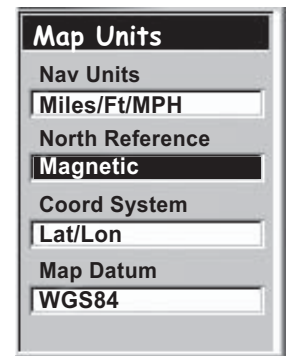 Map Units
Nav Units
Miles/Ft/MPH
North Reference
Magnetic
Coord System
Lat/Lon
Map Datum
WGS84